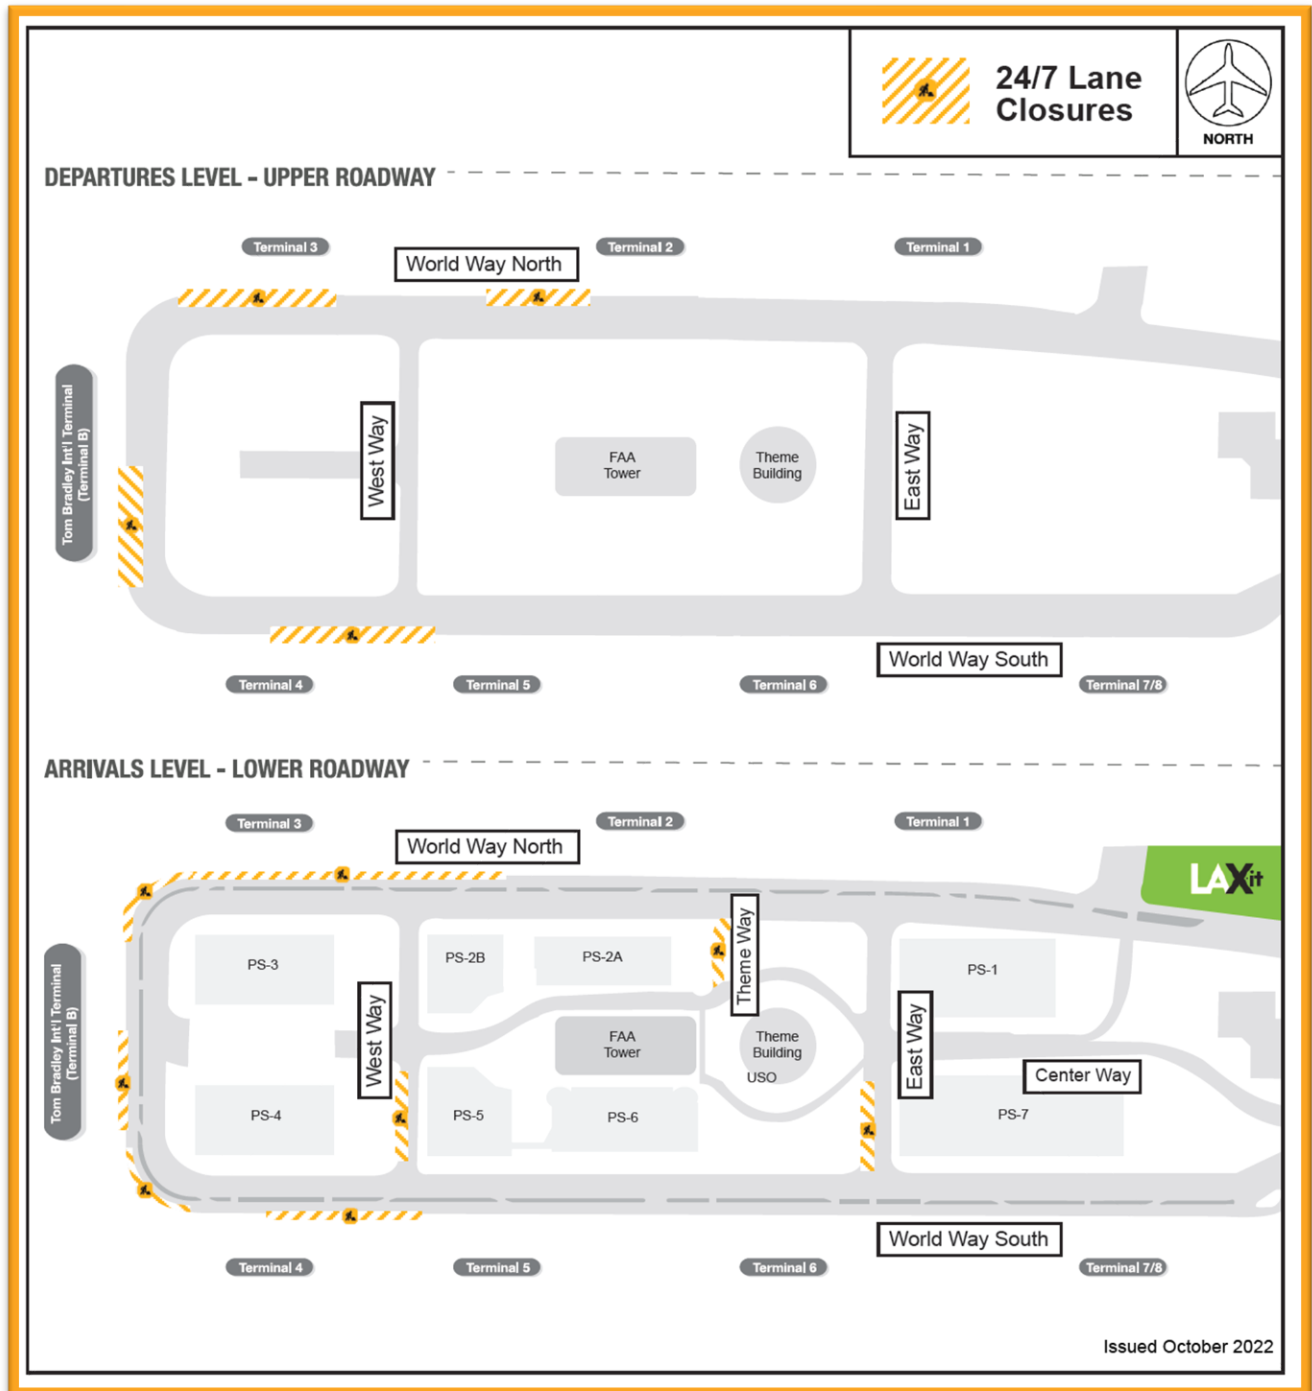 24/7 Lane
Closures
NORTH
DEPARTURES LEVEL - UPPER ROADWAY
Terminal 3
Terminal 2
Terminal 1
World Way North
Tom Bradley Int'l Terminal
(Terminal B)
West Way
FAA
Tower
Theme
Building
East Way
World Way South
Terminal 4
Terminal 5
Terminal 6
Terminal 7/8
ARRIVALS LEVEL - LOWER ROADWAY
Terminal 3
Terminal 2
Terminal 1
World Way North
LAXit
PS-3
PS-2B
PS-2A
Theme Way
PS-1
Tom Bradley Int'l Terminal
(Terminal B)
West Way
FAA
Tower
Theme
Building
USO
East Way
Center Way
PS-4
PS-5
PS-6
PS-7
World Way South
Terminal 4
Terminal 5
Terminal 6
Terminal 7/8
Issued October 2022